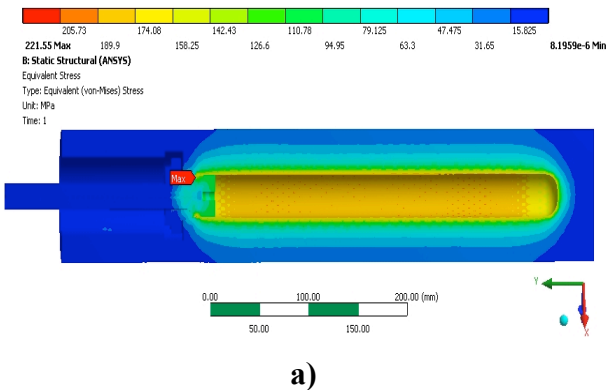 205.73 174.08 142.43 110.78 79.125 47.475 15.825
221.55 Max 189.9 158.25 126.6 94.95 63.3 31.65 8.1959e-6 Min
B: Static Structural (ANSYS)
Equivalent Stress
Type: Equivalent (von-Mises) Stress
Unit: MPa
Time: 1
Max
Y
0.00 100.00 200.00 (mm)
50.00 150.00
X
a)